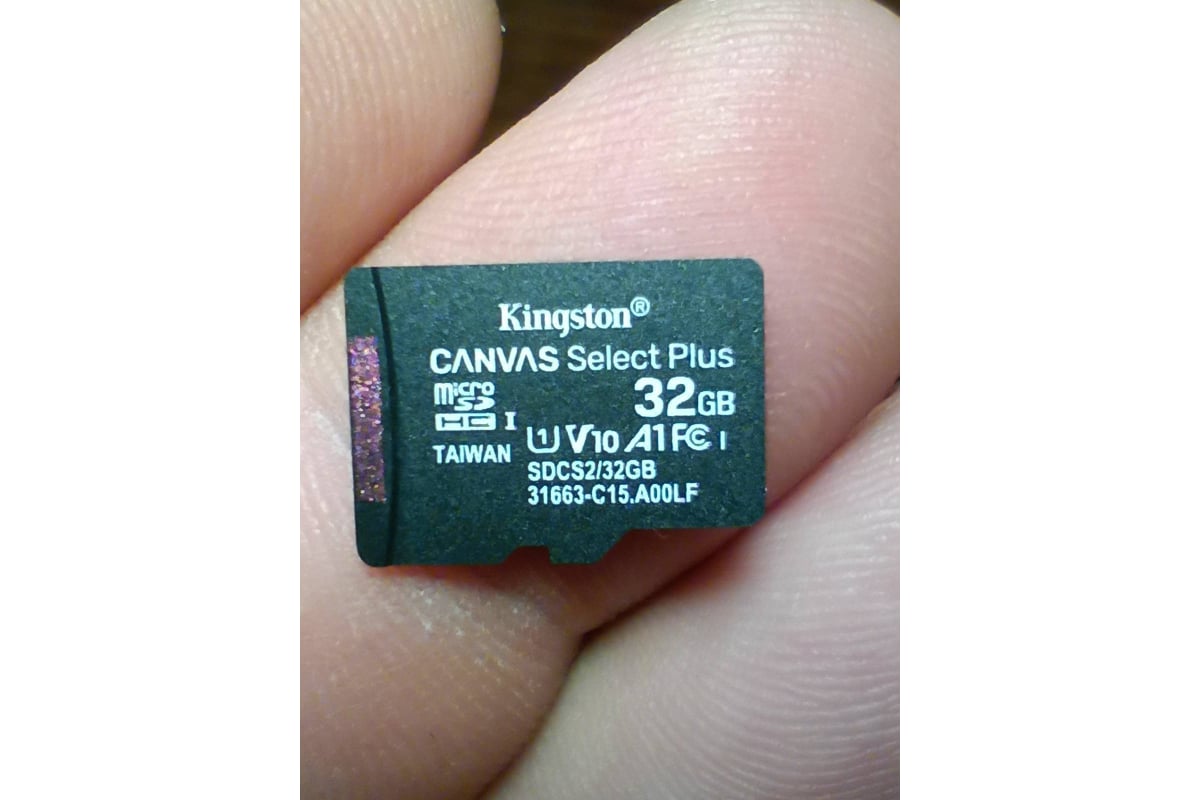 Kingston®
CANVAS Select Plus
micro SD HC I
32GB
U1 V10 A1 FC I
TAIWAN
SDCS2/32GB
31663-C15.A00LF